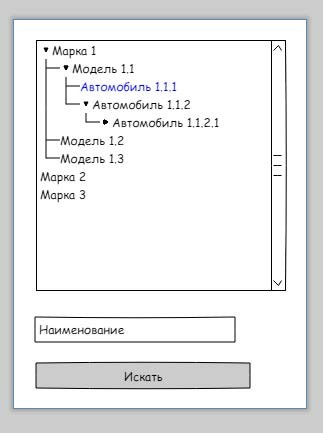 Марка 1
Модель 1.1
Автомобиль 1.1.1
Автомобиль 1.1.2
Автомобиль 1.1.2.1
Модель 1.2
Модель 1.3
Марка 2
Марка 3
Наименование
Искать